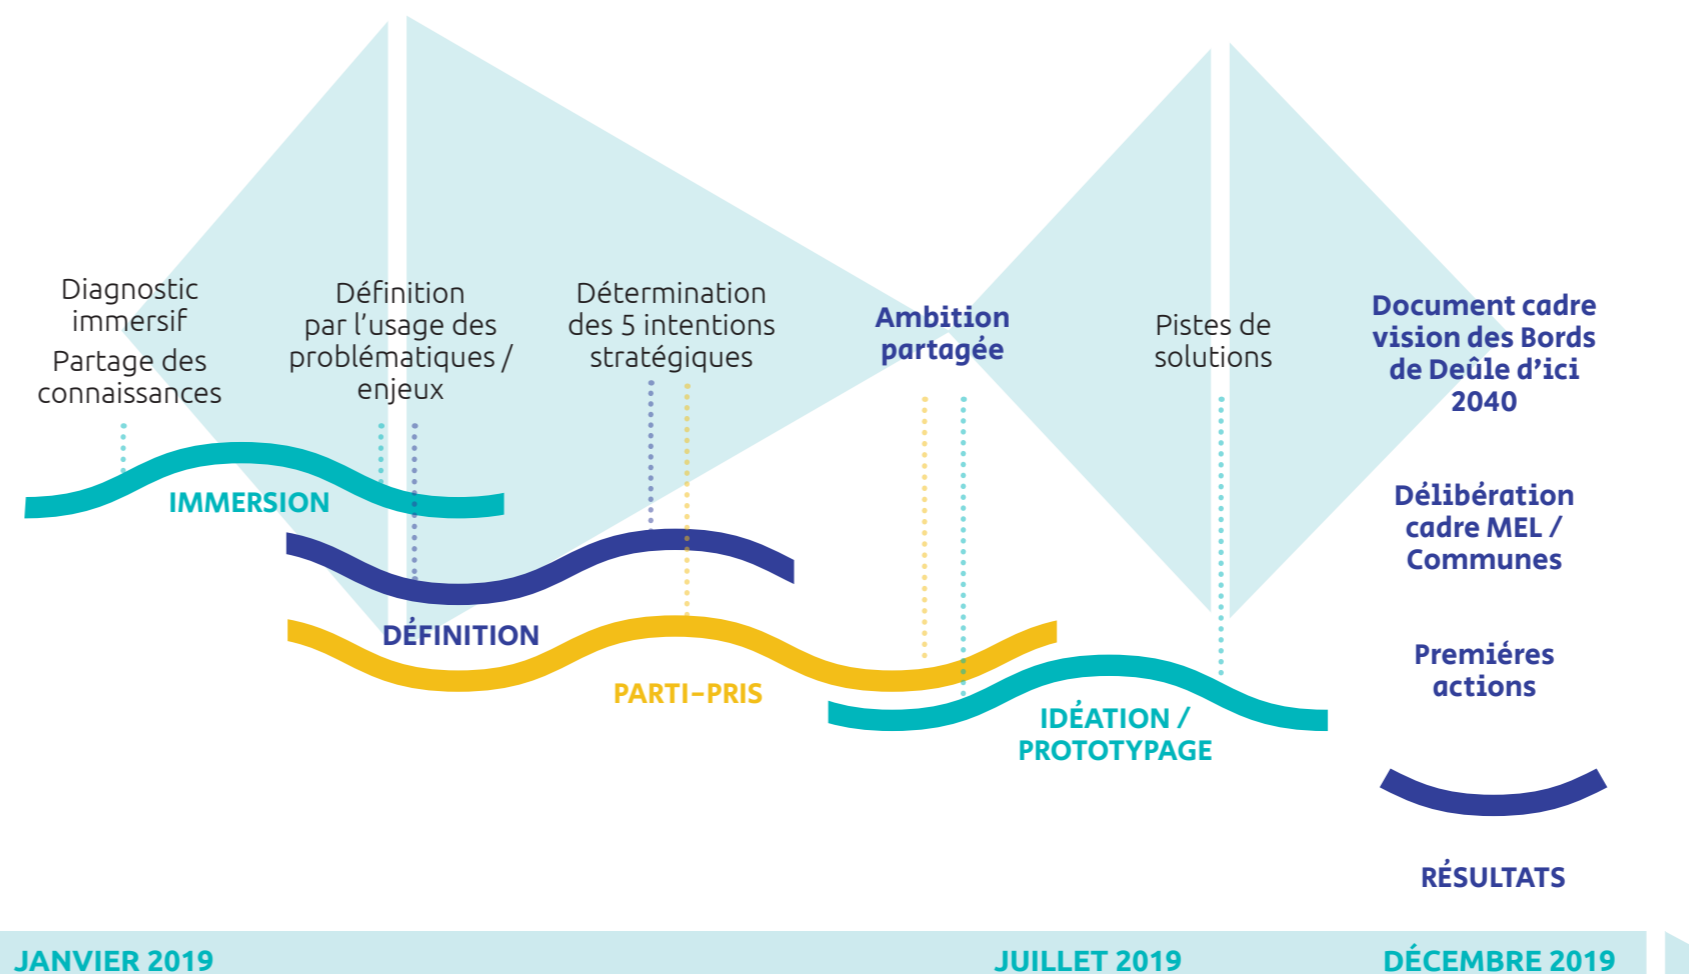 Diagnostic
immersif
Partage des
connaissances
Définition
par l’usage des
problématiques /
enjeux
Détermination
des 5 intentions
stratégiques
Ambition
partagée
Pistes de
solutions
Document cadre
vision des Bords
de Deûle d’ici
2040
Délibération
cadre MEL /
Communes
Premiéres
actions
IMMERSION
DÉFINITION
PARTI-PRIS
IDÉATION /
PROTOTYPAGE
RÉSULTATS
JANVIER 2019
JUILLET 2019
DÉCEMBRE 2019